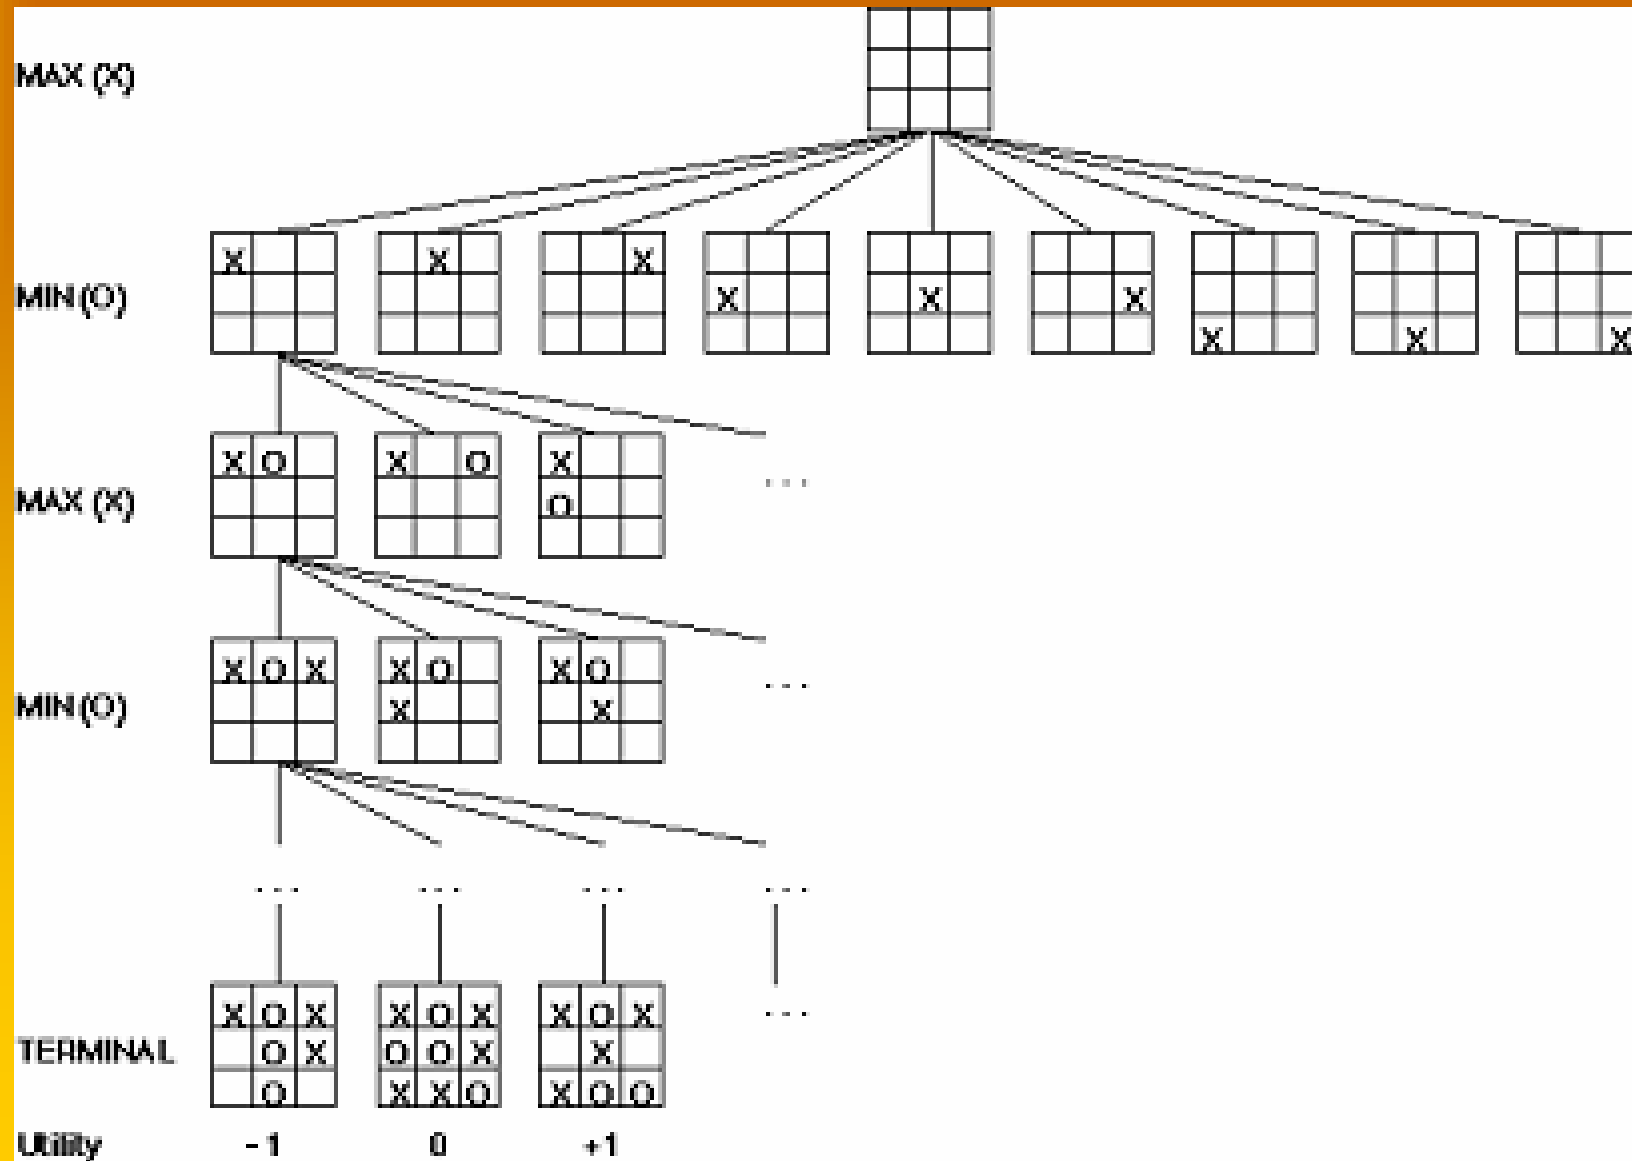 MAX (X)
X X X X X X X X X
MIN (O)
X O X O X
MAX (X)
O
...
X O X X O X O
MIN (O)
X X
...
... ... ... ...
X O X X O X X O X
...
TERMINAL
O X O O X X
O X X O X O O
Utility -1 0 +1